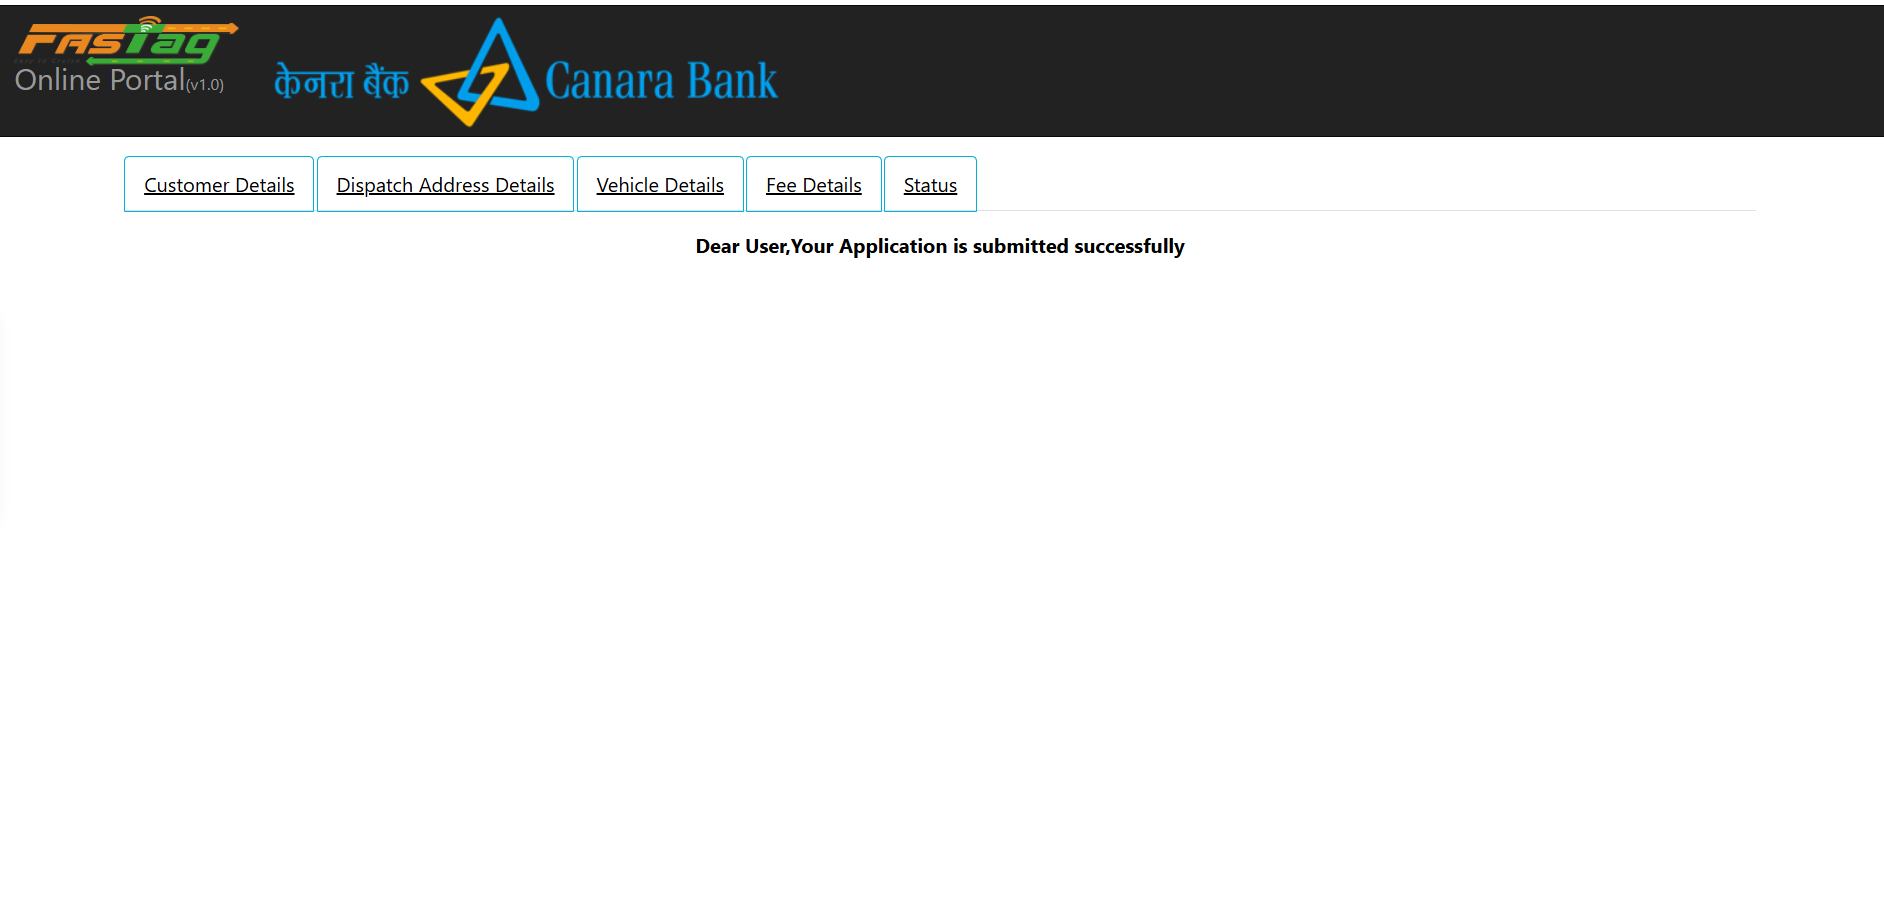 FASTag
Online Portal(v1.0)
केनरा बैंक Canara Bank
Customer Details
Dispatch Address Details
Vehicle Details
Fee Details
Status
Dear User,Your Application is submitted successfully